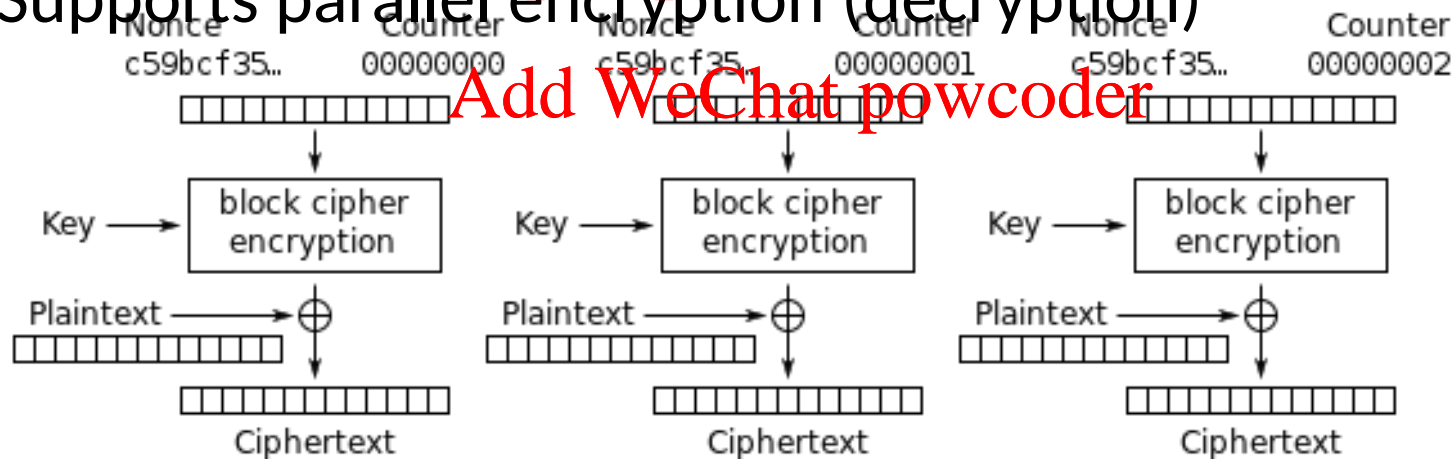 Supports parallel encryption (decryption)
Nonce Counter Nonce Counter Nonce Counter
c59bcf35… 00000000 c59bcf35… 00000001 c59bcf35… 00000002
Add WeChat powcoder
block cipher encryption block cipher encryption block cipher encryption
Key Key Key
Plaintext Plaintext Plaintext
Ciphertext Ciphertext Ciphertext